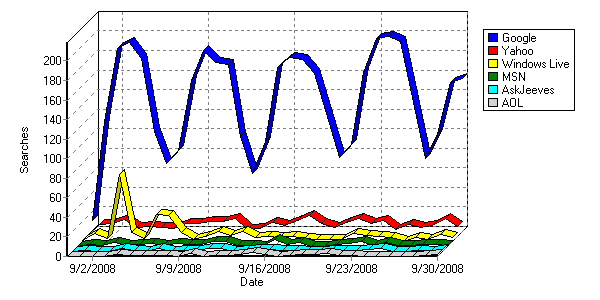 200
180
160
140
120
100
80
60
40
20
0
Searches
9/2/2008 9/9/2008 9/16/2008 9/23/2008 9/30/2008
Date
Google
Yahoo
Windows Live
MSN
AskJeeves
AOL